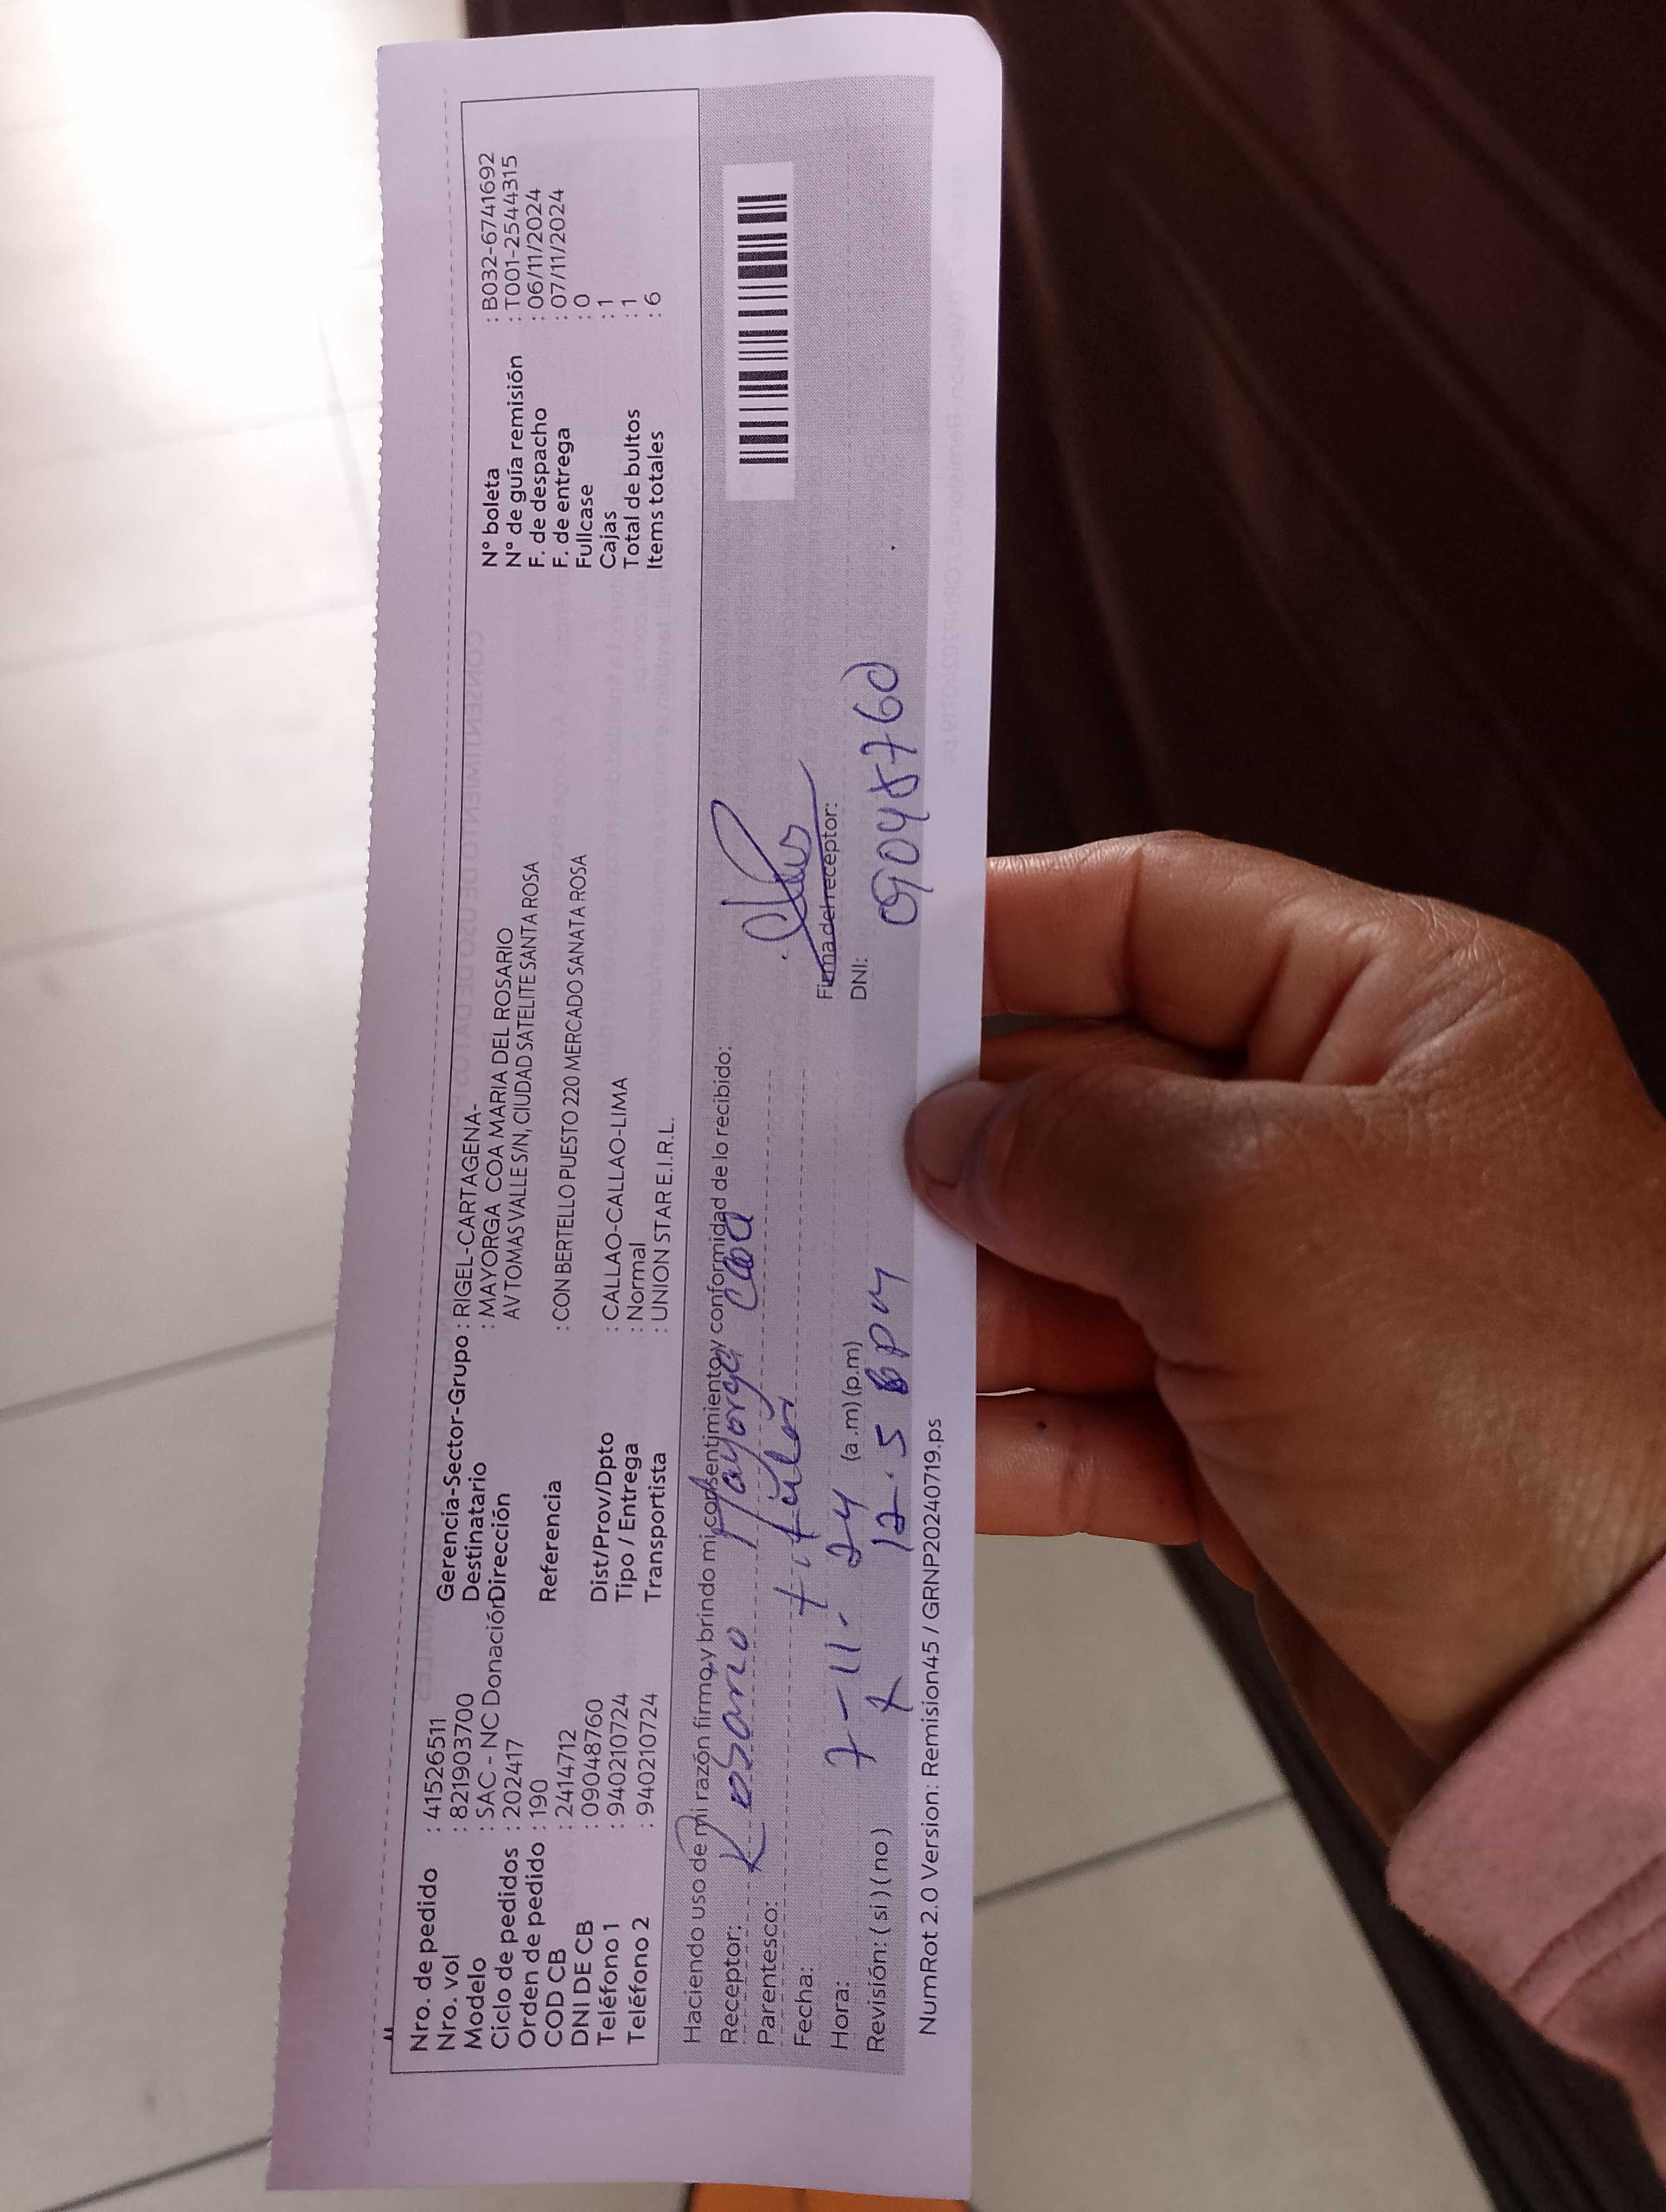 Nro. de pedido : 41526511
Nro. vol : 821903700
Modelo : SAC - NC Donación
Ciclo de pedidos : 202417
Orden de pedido : 190
COD CB : 2414712
DNI DE CB : 09048760
Teléfono 1 : 940210724
Teléfono 2 : 940210724
Gerencia-Sector-Grupo : RIGEL-CARTAGENA-
Destinatario : MAYORGA COA MARIA DEL ROSARIO
Dirección AV TOMAS VALLE S/N, CIUDAD SATELITE SANTA ROSA
Referencia : CON BERTELLO PUESTO 220 MERCADO SANATA ROSA
Dist/Prov/Dpto : CALLAO-CALLAO-LIMA
Tipo / Entrega : Normal
Transportista : UNION STAR E.I.R.L.
N° boleta : B032-6741692
N° de guía remisión : T001-2544315
F. de despacho : 06/11/2024
F. de entrega : 07/11/2024
Fullcase : 0
Cajas : 1
Total de bultos : 1
Items totales : 6
Haciendo uso de mi razón firmo y brindo mi consentimiento y conformidad de lo recibido:
Receptor: Rosario Mayorga Coa
Parentesco: titular
Fecha: 7-11-24
Hora: (a.m) (p.m) 12.5 pm
Revisión: ( si ) ( no )
Firma del receptor:
DNI: 09048760
NumRot 2.0 Version: Remision45 / GRNP20240719.ps